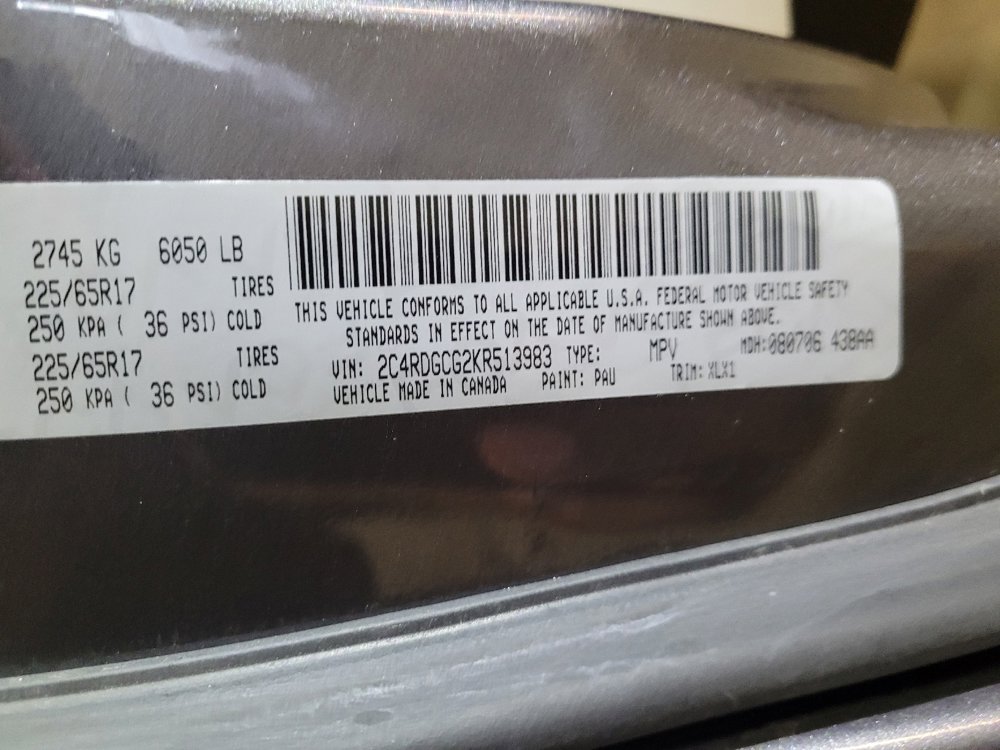 2745 KG 6050 LB
225/65R17 TIRES
250 KPA ( 36 PSI) COLD
225/65R17 TIRES
250 KPA ( 36 PSI) COLD
THIS VEHICLE CONFORMS TO ALL APPLICABLE U.S.A. FEDERAL MOTOR VEHICLE SAFETY
STANDARDS IN EFFECT ON THE DATE OF MANUFACTURE SHOWN ABOVE.
VIN: 2C4RDGCG2KR513983 TYPE: MPV MDH:080706 438AA
VEHICLE MADE IN CANADA PAINT: PAU TRIM: XLX1